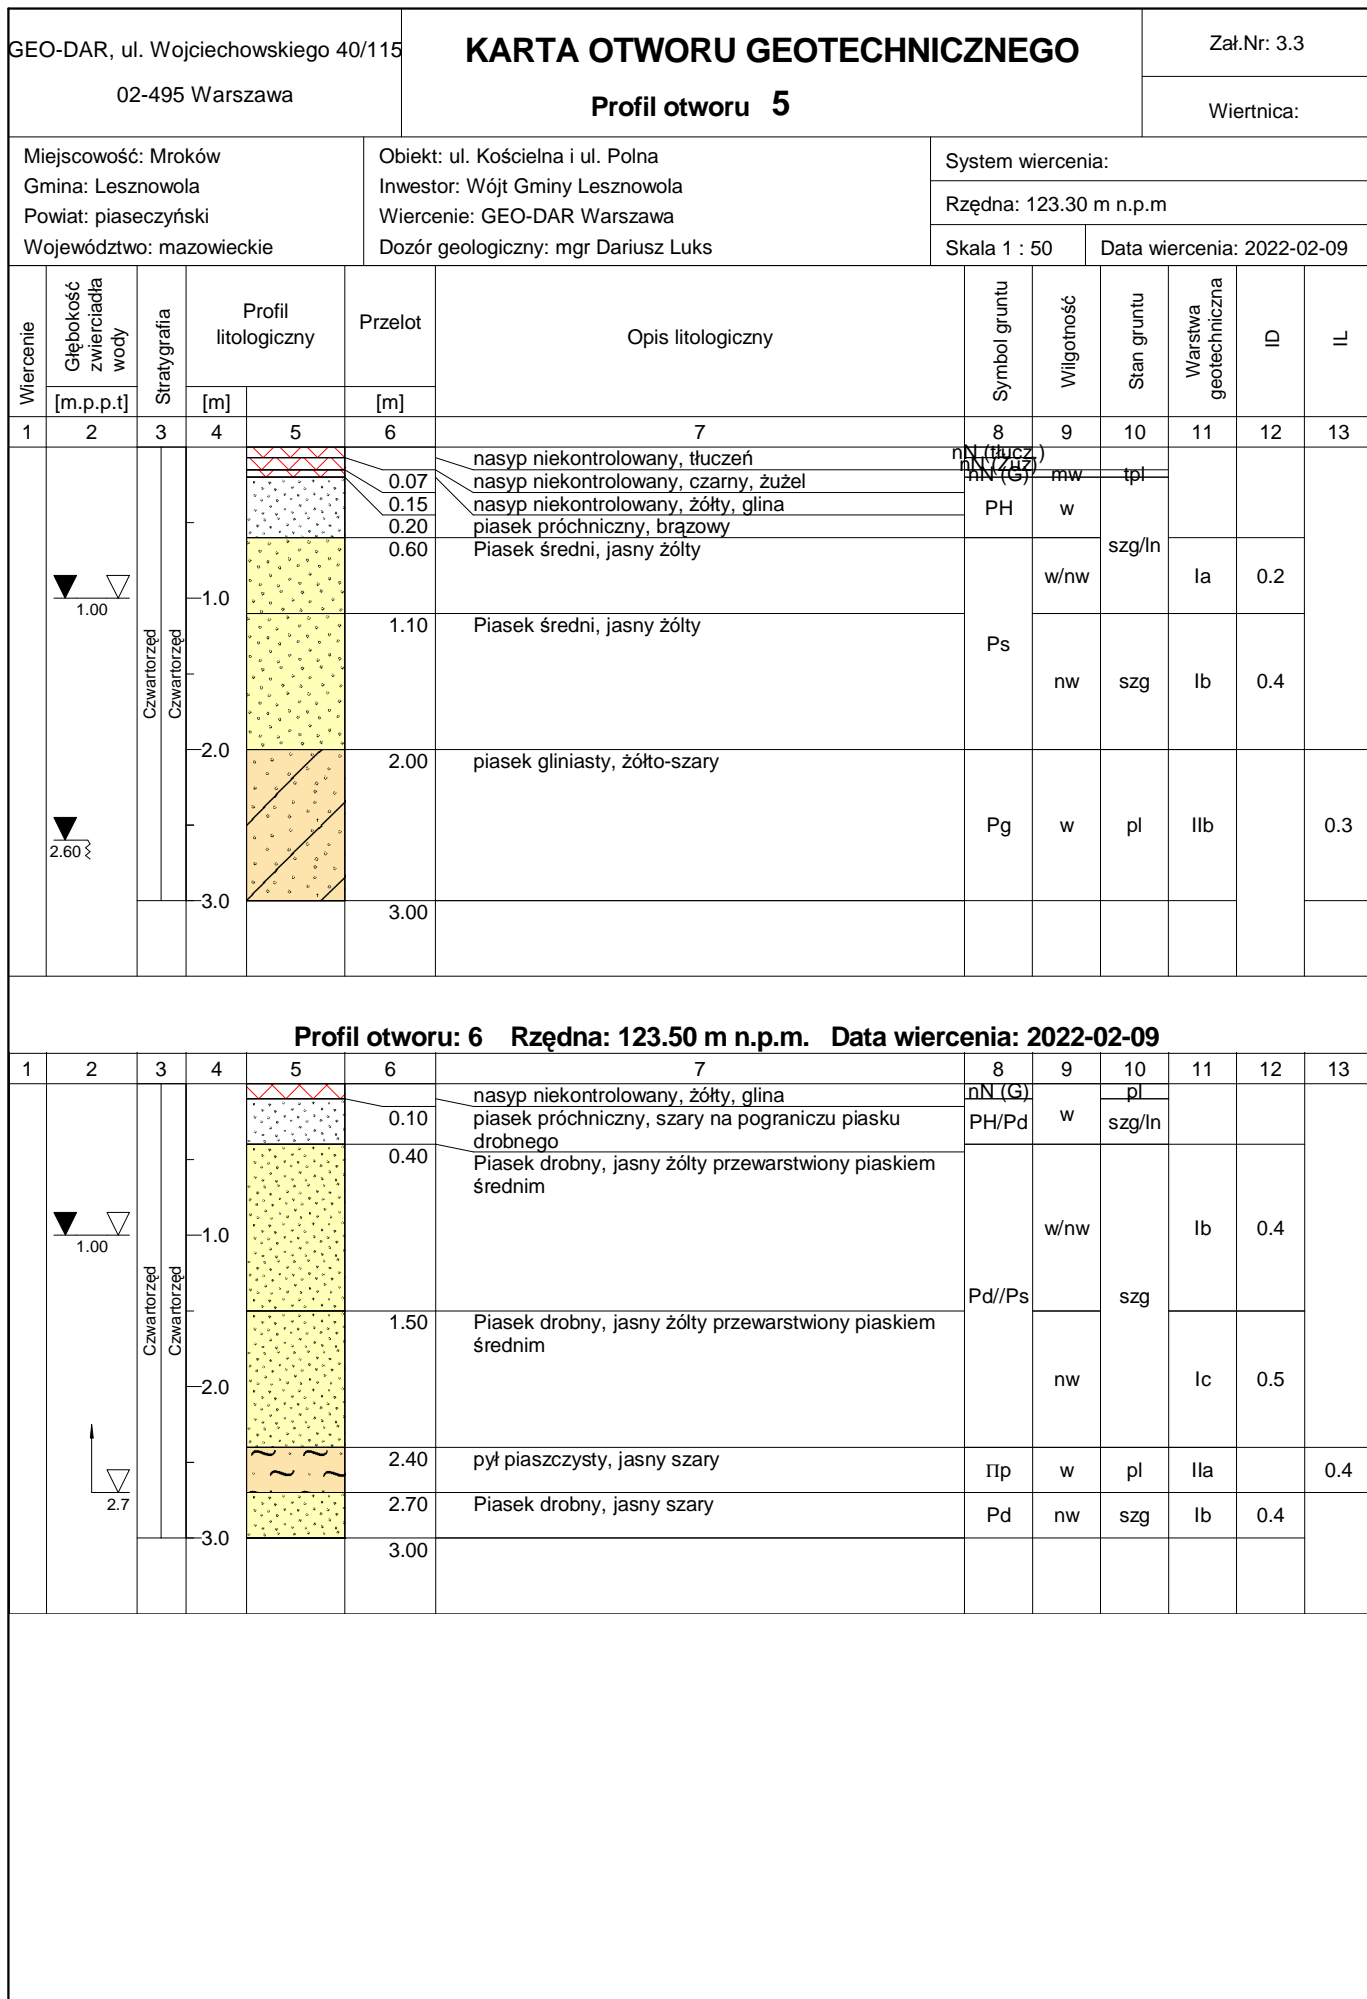 GEO-DAR, ul. Wojciechowskiego 40/115
02-495 Warszawa
KARTA OTWORU GEOTECHNICZNEGO
Profil otworu 5
Zał.Nr: 3.3
Wiertnica:
Miejscowość: Mroków
Gmina: Lesznowola
Powiat: piaseczyński
Województwo: mazowieckie
Obiekt: ul. Kościelna i ul. Polna
Inwestor: Wójt Gminy Lesznowola
Wiercenie: GEO-DAR Warszawa
Dozór geologiczny: mgr Dariusz Luks
System wiercenia:
Rzędna: 123.30 m n.p.m
Skala 1 : 50
Data wiercenia: 2022-02-09
Wiercenie
Głębokość
zwierciadła
wody
[m.p.p.t]
Stratygrafia
Profil
litologiczny
[m]
Przelot
[m]
Opis litologiczny
Symbol gruntu
Wilgotność
Stan gruntu
Warstwa
geotechniczna
ID
IL
1 2 3 4 5 6 7 8 9 10 11 12 13
nasyp niekontrolowany, tłuczeń nN (tłucz.)
0.07 nasyp niekontrolowany, czarny, żużel nN (żuż)
0.15 nasyp niekontrolowany, żółty, glina nN (G) mw tpl
0.20 piasek próchniczny, brązowy PH w
szg/ln
0.60 Piasek średni, jasny żólty w/nw Ia 0.2
1.00
1.0
1.10 Piasek średni, jasny żólty
Ps
nw szg Ib 0.4
Czwartorzęd
Czwartorzęd
2.0
2.00 piasek gliniasty, żółto-szary
Pg w pl IIb 0.3
2.60
3.0
3.00
Profil otworu: 6 Rzędna: 123.50 m n.p.m. Data wiercenia: 2022-02-09
1 2 3 4 5 6 7 8 9 10 11 12 13
nasyp niekontrolowany, żółty, glina nN (G) pl
0.10 piasek próchniczny, szary na pograniczu piasku
drobnego
PH/Pd w szg/ln
0.40 Piasek drobny, jasny żólty przewarstwiony piaskiem
średnim
1.00
1.0
w/nw Ib 0.4
Pd//Ps szg
Czwartorzęd
Czwartorzęd
1.50 Piasek drobny, jasny żólty przewarstwiony piaskiem
średnim
2.0
nw Ic 0.5
2.40 pył piaszczysty, jasny szary Πp w pl IIa 0.4
2.7
2.70 Piasek drobny, jasny szary Pd nw szg Ib 0.4
3.0
3.00